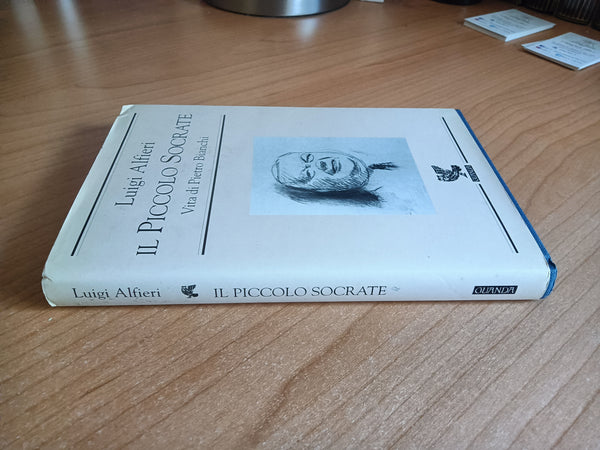 Luigi Alfieri
IL PICCOLO SOCRATE
Vita di Pietro Bianchi
Luigi Alfieri
IL PICCOLO SOCRATE
GUANDA